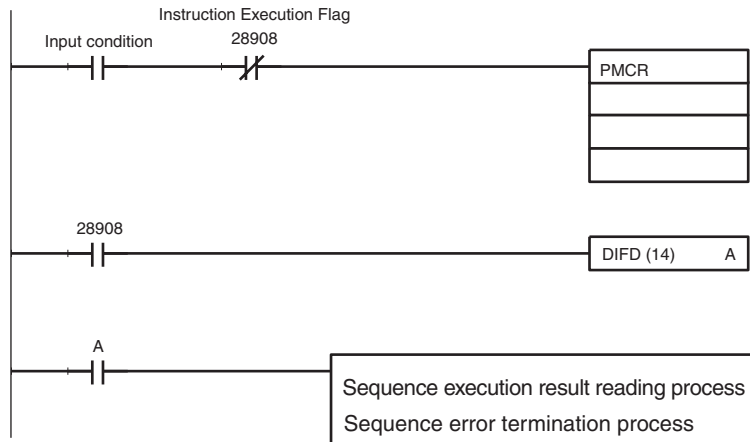 Instruction Execution Flag
Input condition
28908
PMCR
28908
DIFD (14) A
A
Sequence execution result reading process
Sequence error termination process